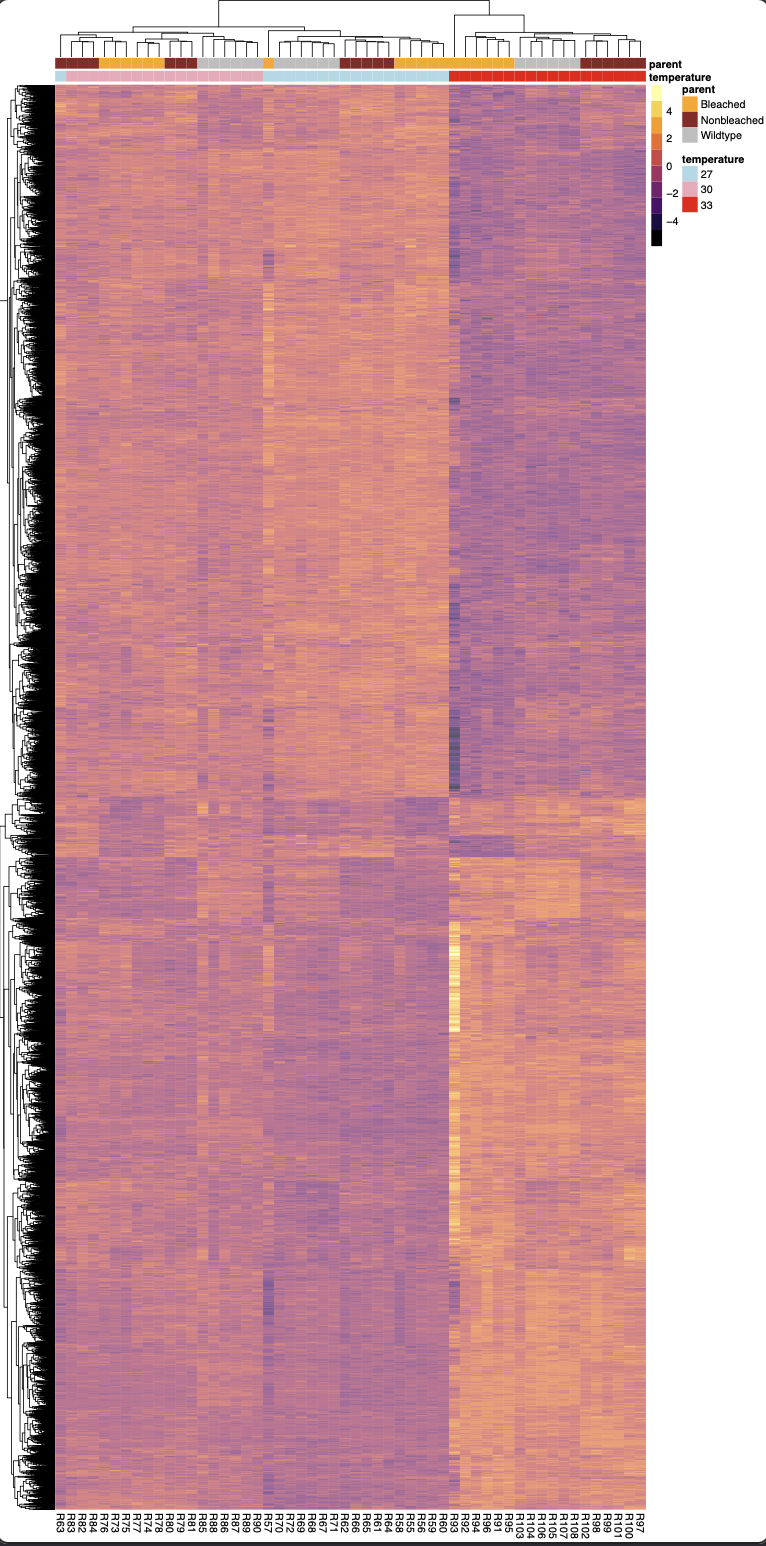 parent
temperature
parent
Bleached
Nonbleached
Wildtype
temperature
27
30
33
4
2
0
−2
−4
R63
R83
R82
R84
R76
R73
R75
R77
R74
R78
R80
R79
R81
R85
R88
R86
R87
R89
R90
R57
R70
R72
R69
R68
R67
R71
R62
R66
R65
R61
R64
R58
R55
R56
R59
R60
R93
R92
R94
R96
R91
R95
R103
R104
R106
R105
R107
R108
R102
R98
R99
R101
R100
R97